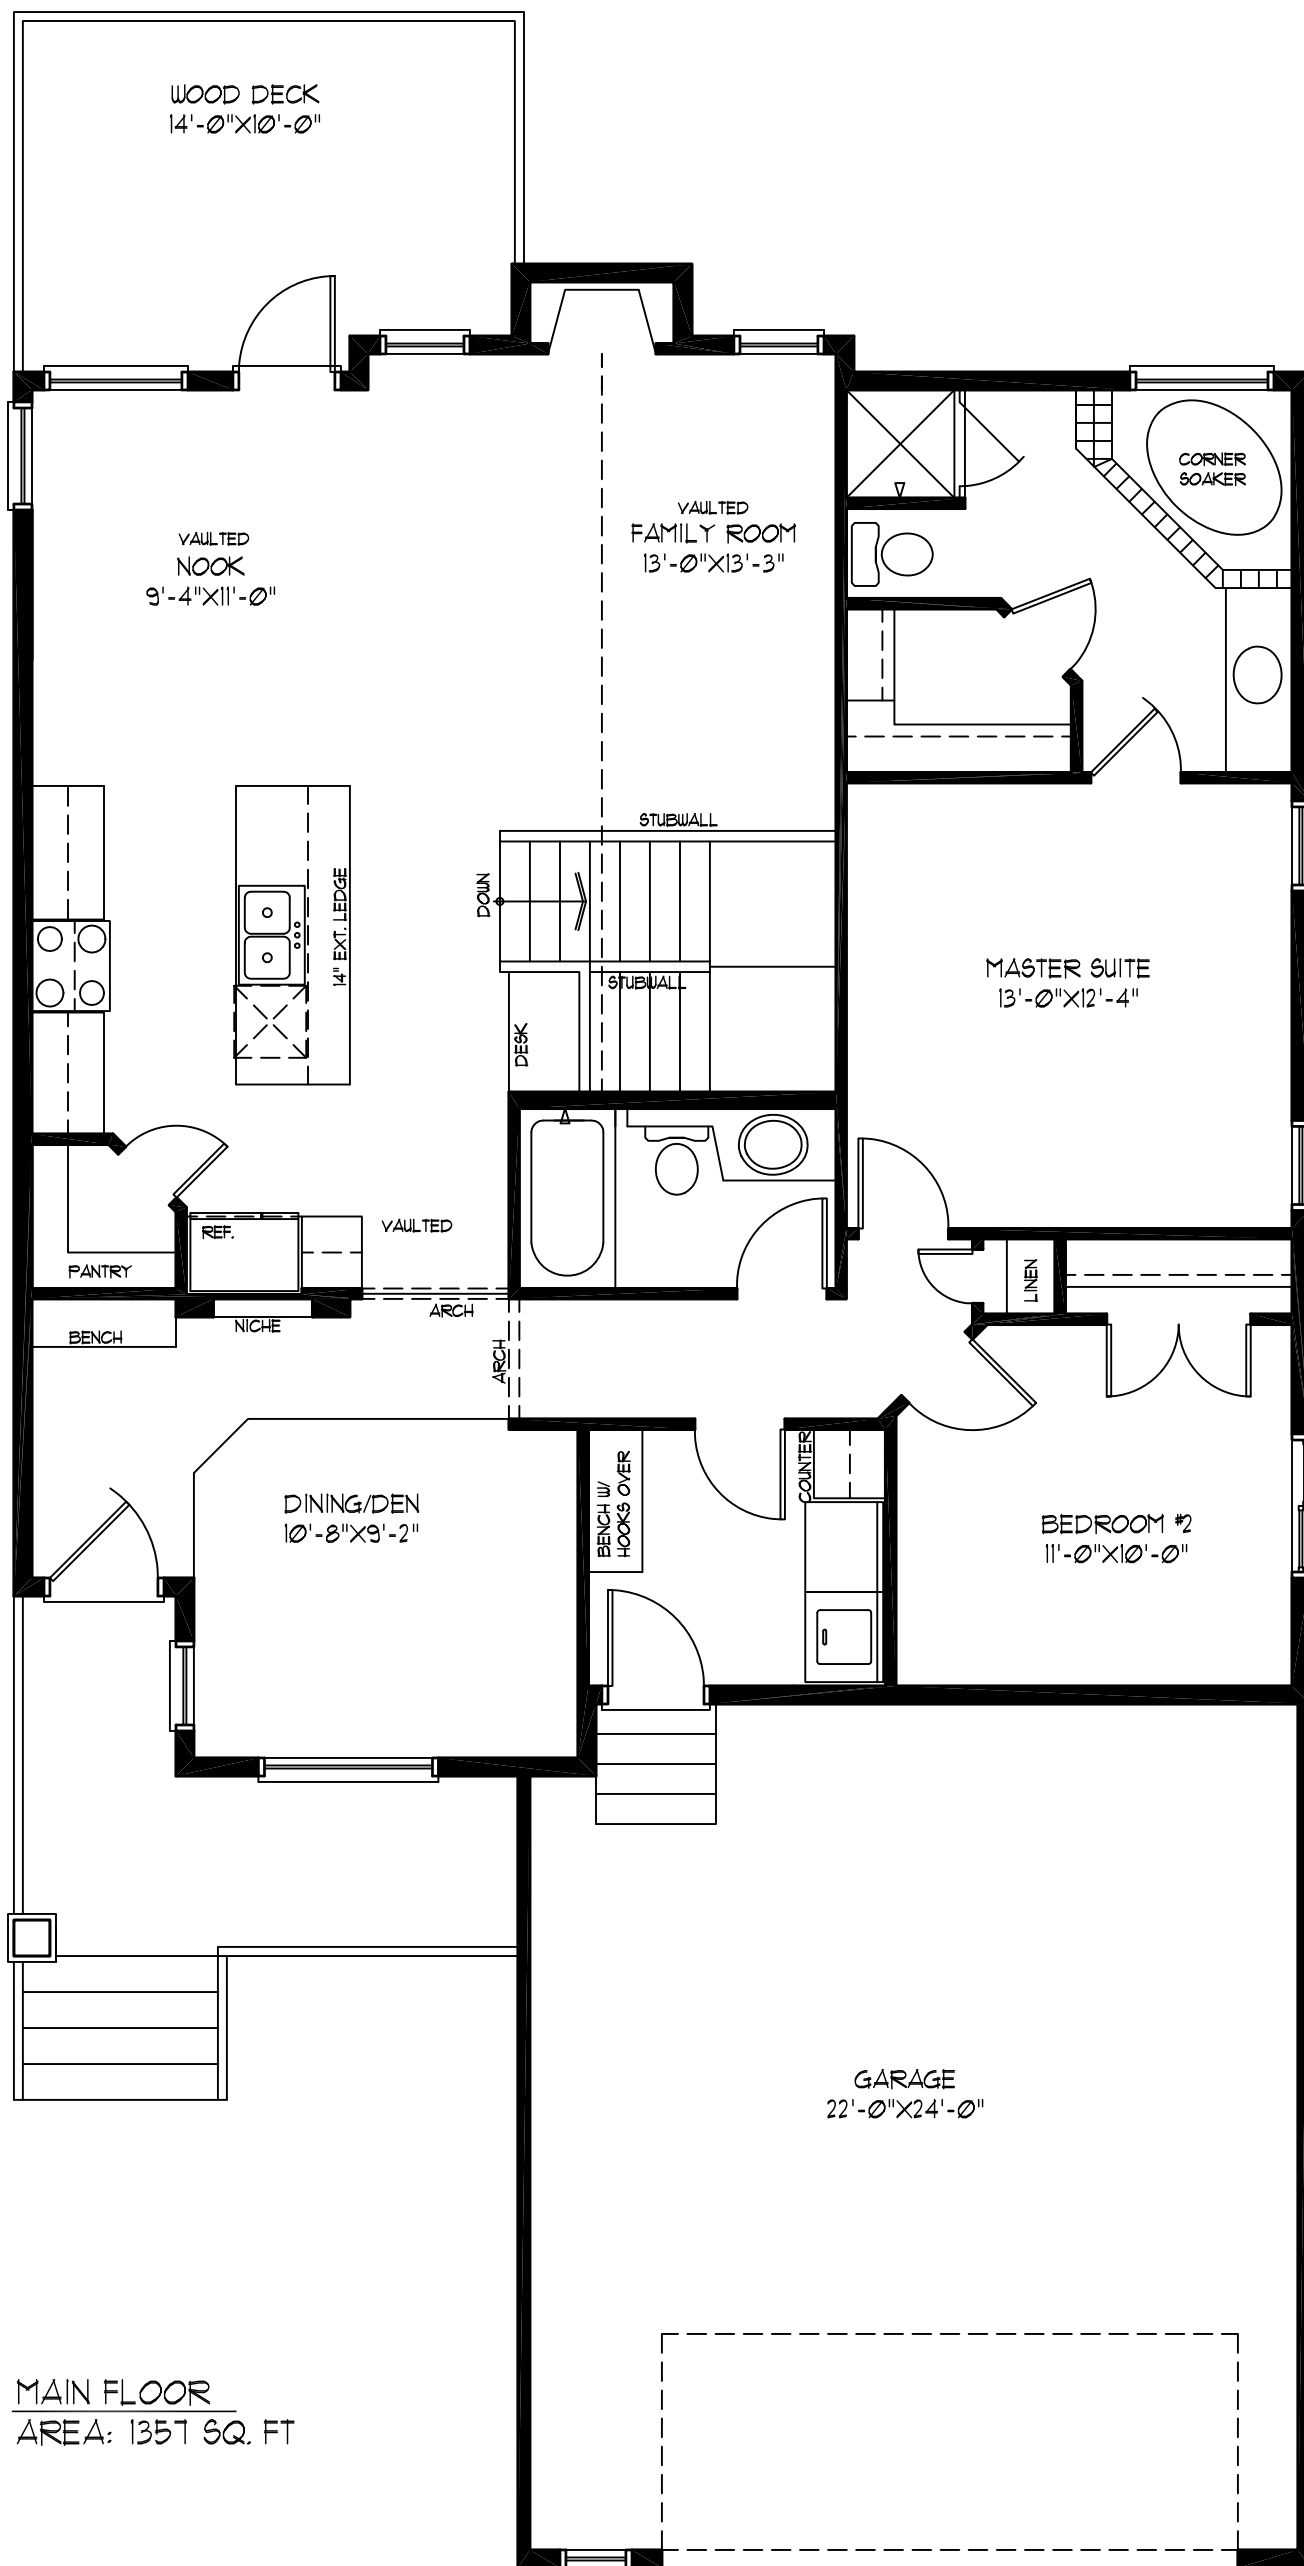 WOOD DECK
14'-0"X10'-0"
VAULTED
NOOK
9'-4"X11'-0"
VAULTED
FAMILY ROOM
13'-0"X13'-3"
CORNER
SOAKER
STUBWALL
DOWN
14" EXT. LEDGE
STUBWALL
DESK
MASTER SUITE
13'-0"X12'-4"
REF.
VAULTED
PANTRY
LINEN
ARCH
NICHE
BENCH
ARCH
DINING/DEN
10'-8"X9'-2"
BENCH W/
HOOKS OVER
COUNTER
BEDROOM #2
11'-0"X10'-0"
GARAGE
22'-0"X24'-0"
MAIN FLOOR
AREA: 1357 SQ. FT